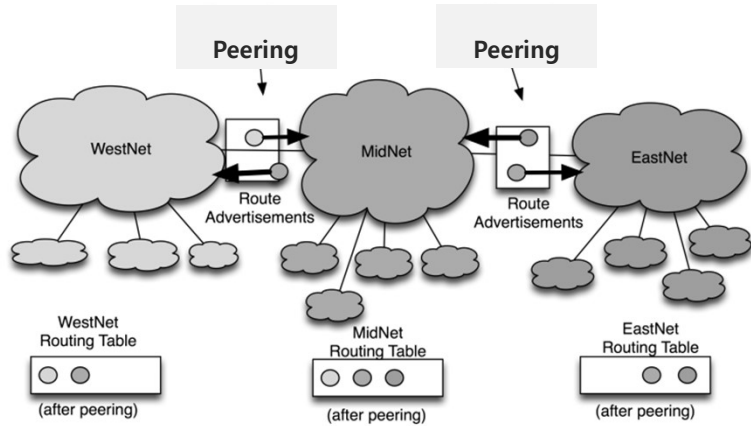 Peering
Peering
WestNet
MidNet
EastNet
Route
Advertisements
Route
Advertisements
WestNet
Routing Table
(after peering)
MidNet
Routing Table
(after peering)
EastNet
Routing Table
(after peering)